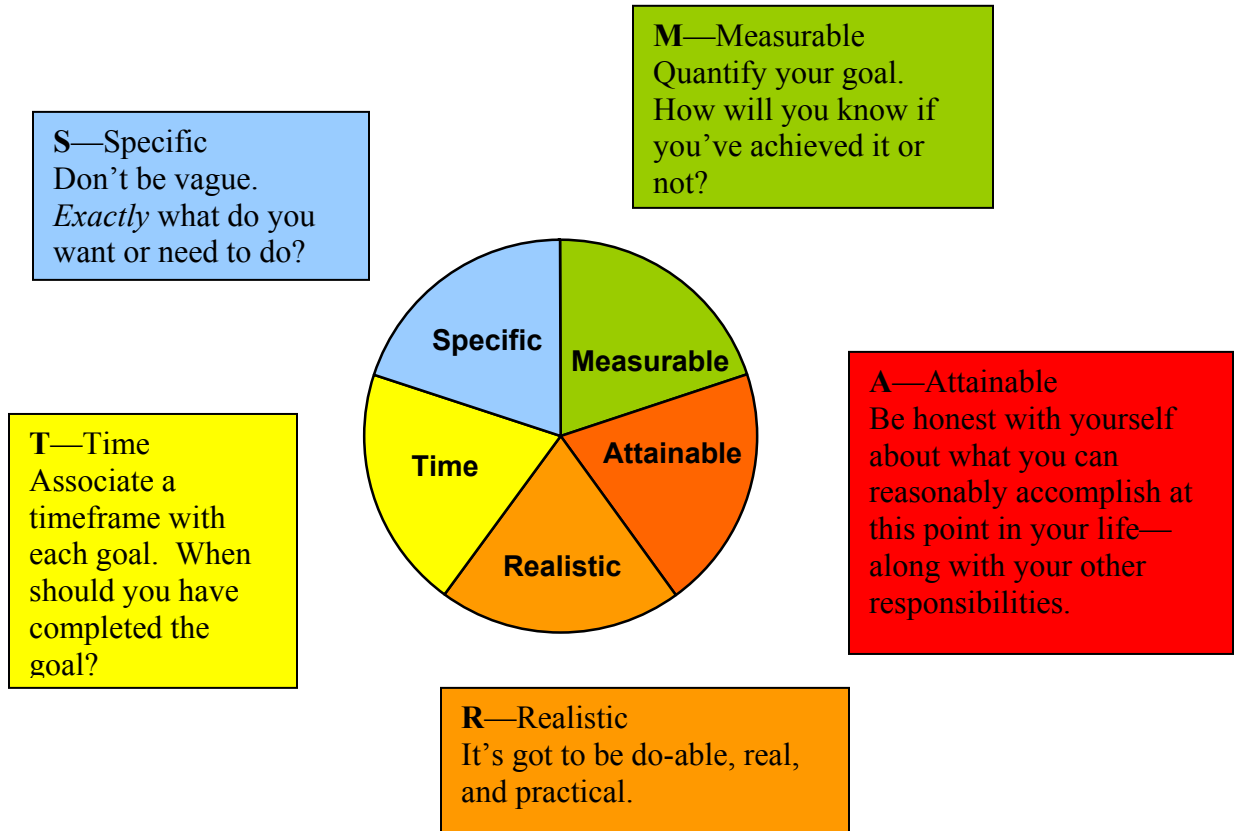 S—Specific
Don’t be vague.
Exactly what do you
want or need to do?
M—Measurable
Quantify your goal.
How will you know if
you’ve achieved it or
not?
A—Attainable
Be honest with yourself
about what you can
reasonably accomplish at
this point in your life—
along with your other
responsibilities.
R—Realistic
It’s got to be do-able, real,
and practical.
T—Time
Associate a
timeframe with
each goal.  When
should you have
completed the
goal?
Specific
Measurable
Attainable
Realistic
Time